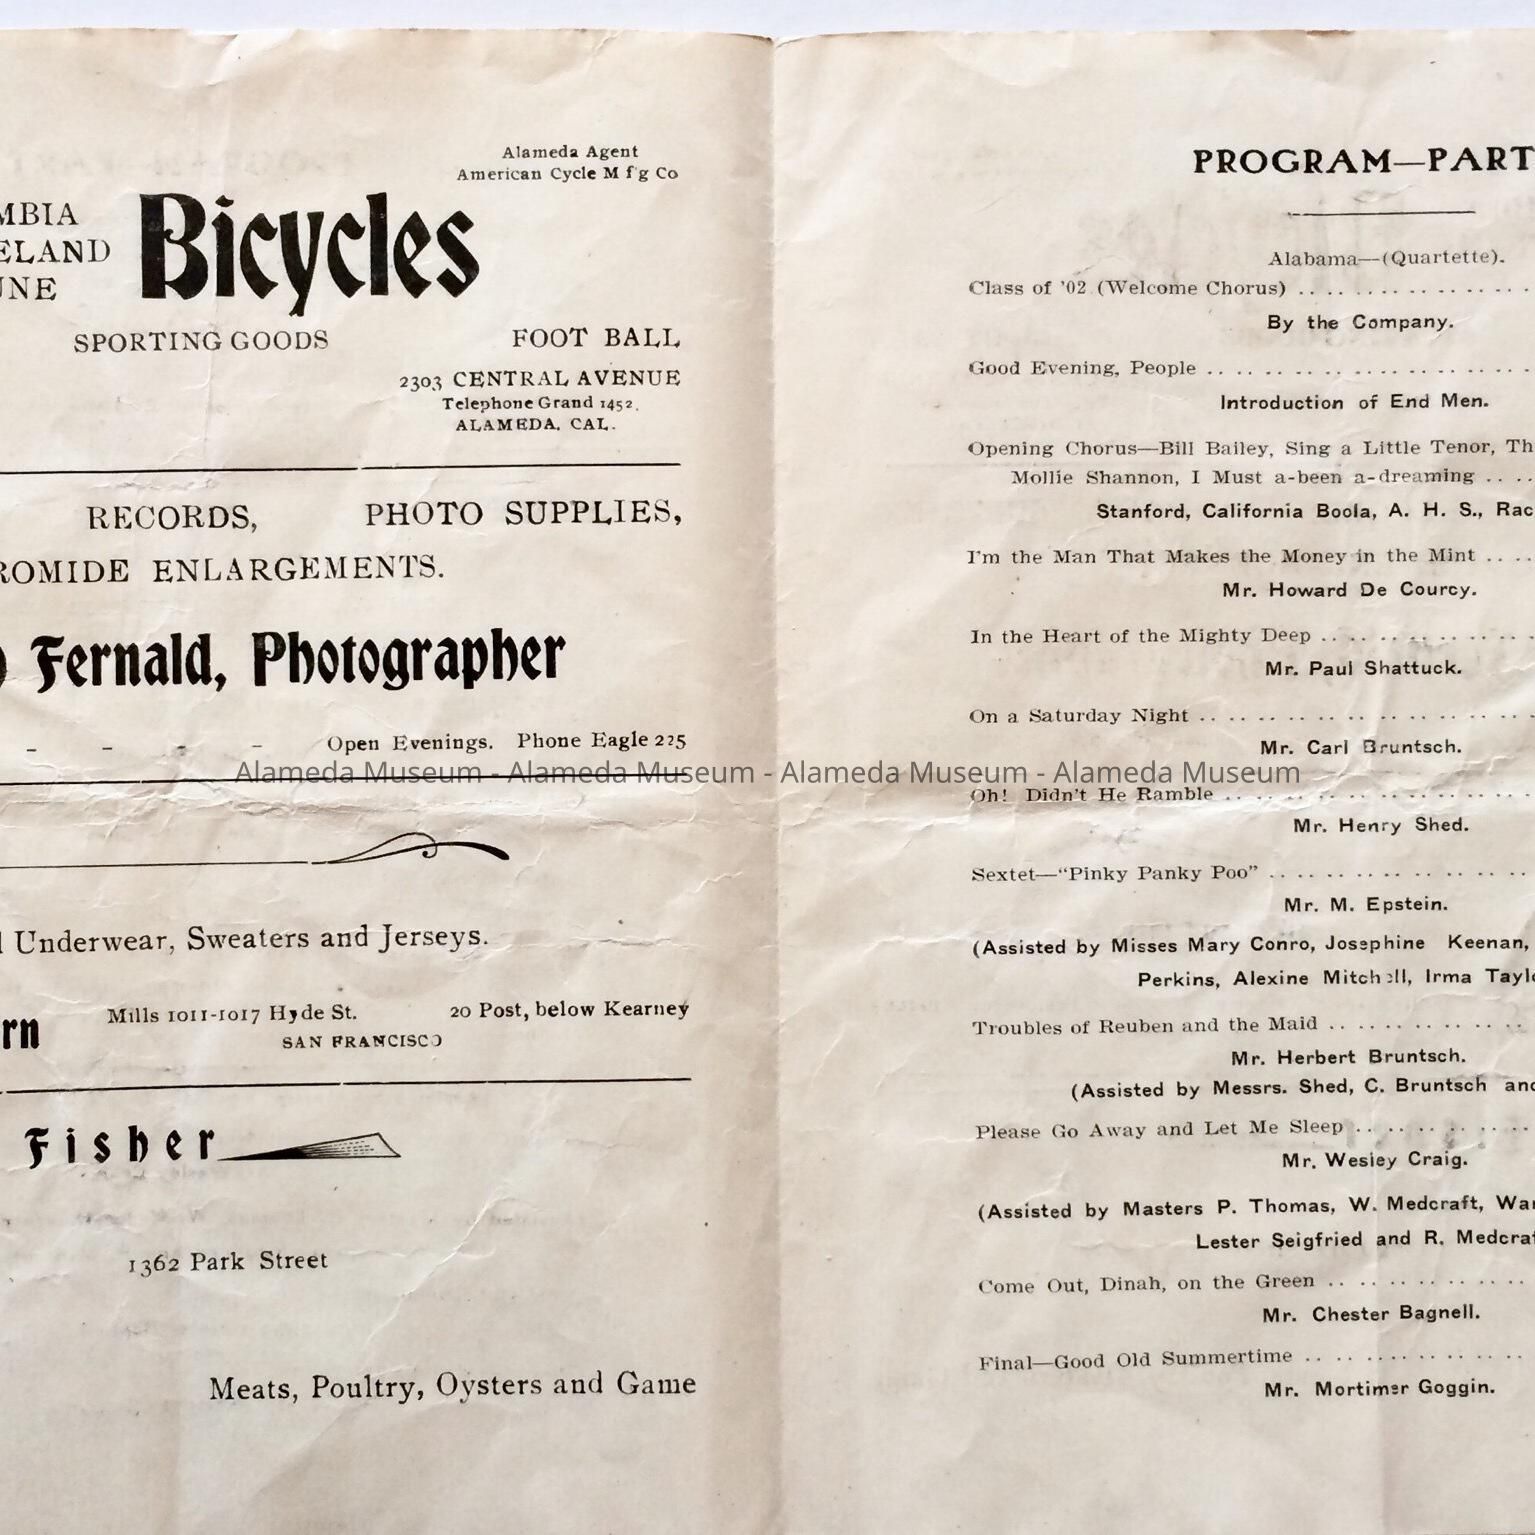 Alameda Agent
American Cycle M f'g Co
MBIA
ELAND
UNE
Bicycles
SPORTING GOODS FOOT BALL
2303 CENTRAL AVENUE
Telephone Grand 1452.
ALAMEDA, CAL.
RECORDS, PHOTO SUPPLIES,
ROMIDE ENLARGEMENTS.
Fernald, Photographer
- - - - Open Evenings. Phone Eagle 225
Underwear, Sweaters and Jerseys.
rn Mills 1011-1017 Hyde St. 20 Post, below Kearney
SAN FRANCISCO
Fisher
1362 Park Street
Meats, Poultry, Oysters and Game
PROGRAM—PART
Alabama—(Quartette).
Class of '02 (Welcome Chorus)
By the Company.
Good Evening, People
Introduction of End Men.
Opening Chorus—Bill Bailey, Sing a Little Tenor, Th
Mollie Shannon, I Must a-been a-dreaming
Stanford, California Boola, A. H. S., Rac
I'm the Man That Makes the Money in the Mint
Mr. Howard De Courcy.
In the Heart of the Mighty Deep
Mr. Paul Shattuck.
On a Saturday Night
Mr. Carl Bruntsch.
Oh! Didn't He Ramble
Mr. Henry Shed.
Sextet—“Pinky Panky Poo”
Mr. M. Epstein.
(Assisted by Misses Mary Conro, Josephine Keenan,
Perkins, Alexine Mitchell, Irma Taylo
Troubles of Reuben and the Maid
Mr. Herbert Bruntsch.
(Assisted by Messrs. Shed, C. Bruntsch and
Please Go Away and Let Me Sleep
Mr. Wesley Craig.
(Assisted by Masters P. Thomas, W. Medcraft, War
Lester Seigfried and R. Medcraf
Come Out, Dinah, on the Green
Mr. Chester Bagnell.
Final—Good Old Summertime
Mr. Mortimer Goggin.
Alameda Museum - Alameda Museum - Alameda Museum - Alameda Museum